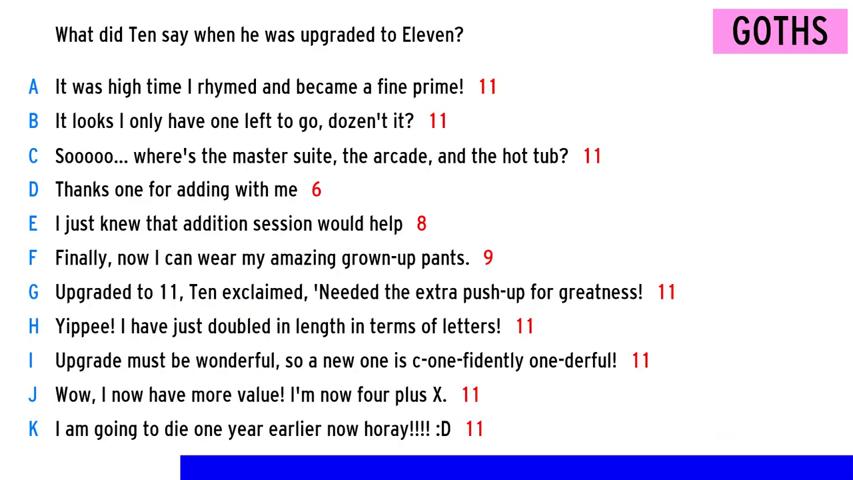 What did Ten say when he was upgraded to Eleven?
GOTHS
A It was high time I rhymed and became a fine prime! 11
B It looks I only have one left to go, dozen't it? 11
C Sooooo... where's the master suite, the arcade, and the hot tub? 11
D Thanks one for adding with me 6
E I just knew that addition session would help 8
F Finally, now I can wear my amazing grown-up pants. 9
G Upgraded to 11, Ten exclaimed, 'Needed the extra push-up for greatness! 11
H Yippee! I have just doubled in length in terms of letters! 11
I Upgrade must be wonderful, so a new one is c-one-fidently one-derful! 11
J Wow, I now have more value! I'm now four plus X. 11
K I am going to die one year earlier now horay!!!! :D 11